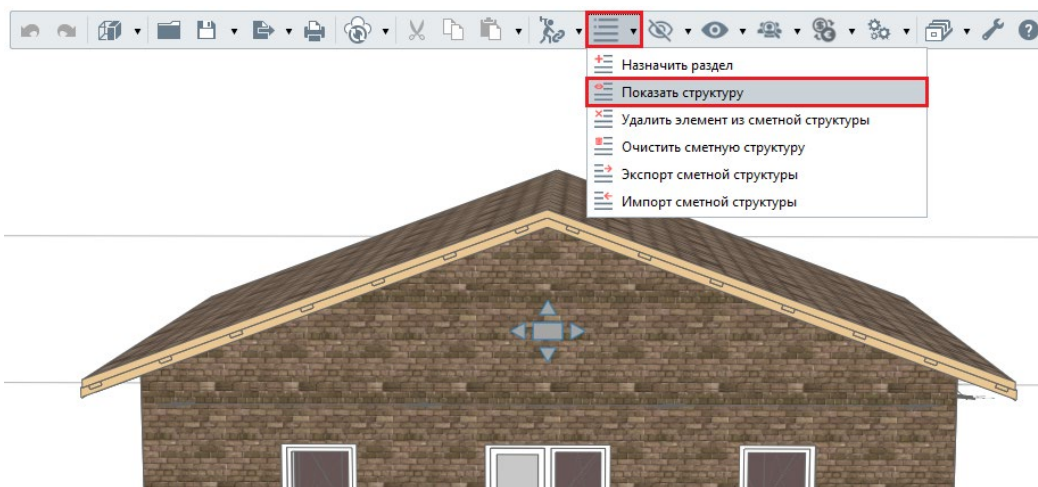 Назначить раздел
Показать структуру
Удалить элемент из сметной структуры
Очистить сметную структуру
Экспорт сметной структуры
Импорт сметной структуры